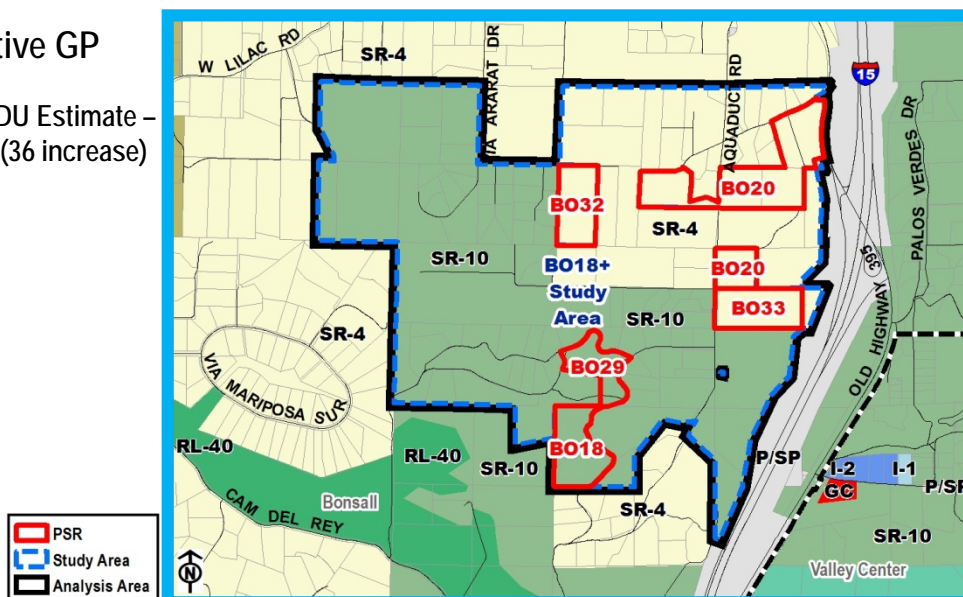 tive GP
DU Estimate –
(36 increase)
W LILAC RD
SR-4
VIA ARARAT DR
AQUADUCT RD
15
PALOS VERDES DR
BO32
BO20
SR-4
SR-10
BO18+
Study
Area
BO20
BO33
SR-10
395
OLD HIGHWAY
SR-4
VIA MARIPOSA SUR
BO29
BO18
RL-40
RL-40
SR-10
P/SP
I-2
I-1
GC
P/SP
Bonsall
CAM DEL REY
SR-4
SR-10
Valley Center
PSR
Study Area
Analysis Area
N